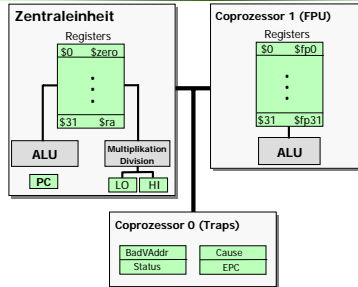 Zentraleinheit
Registers
$0 $zero
$31 $ra
ALU
Multiplikation
Division
PC
LO HI
Coprozessor 1 (FPU)
Registers
$0 $fp0
$31 $fp31
ALU
Coprozessor 0 (Traps)
BadVAddr Cause
Status EPC